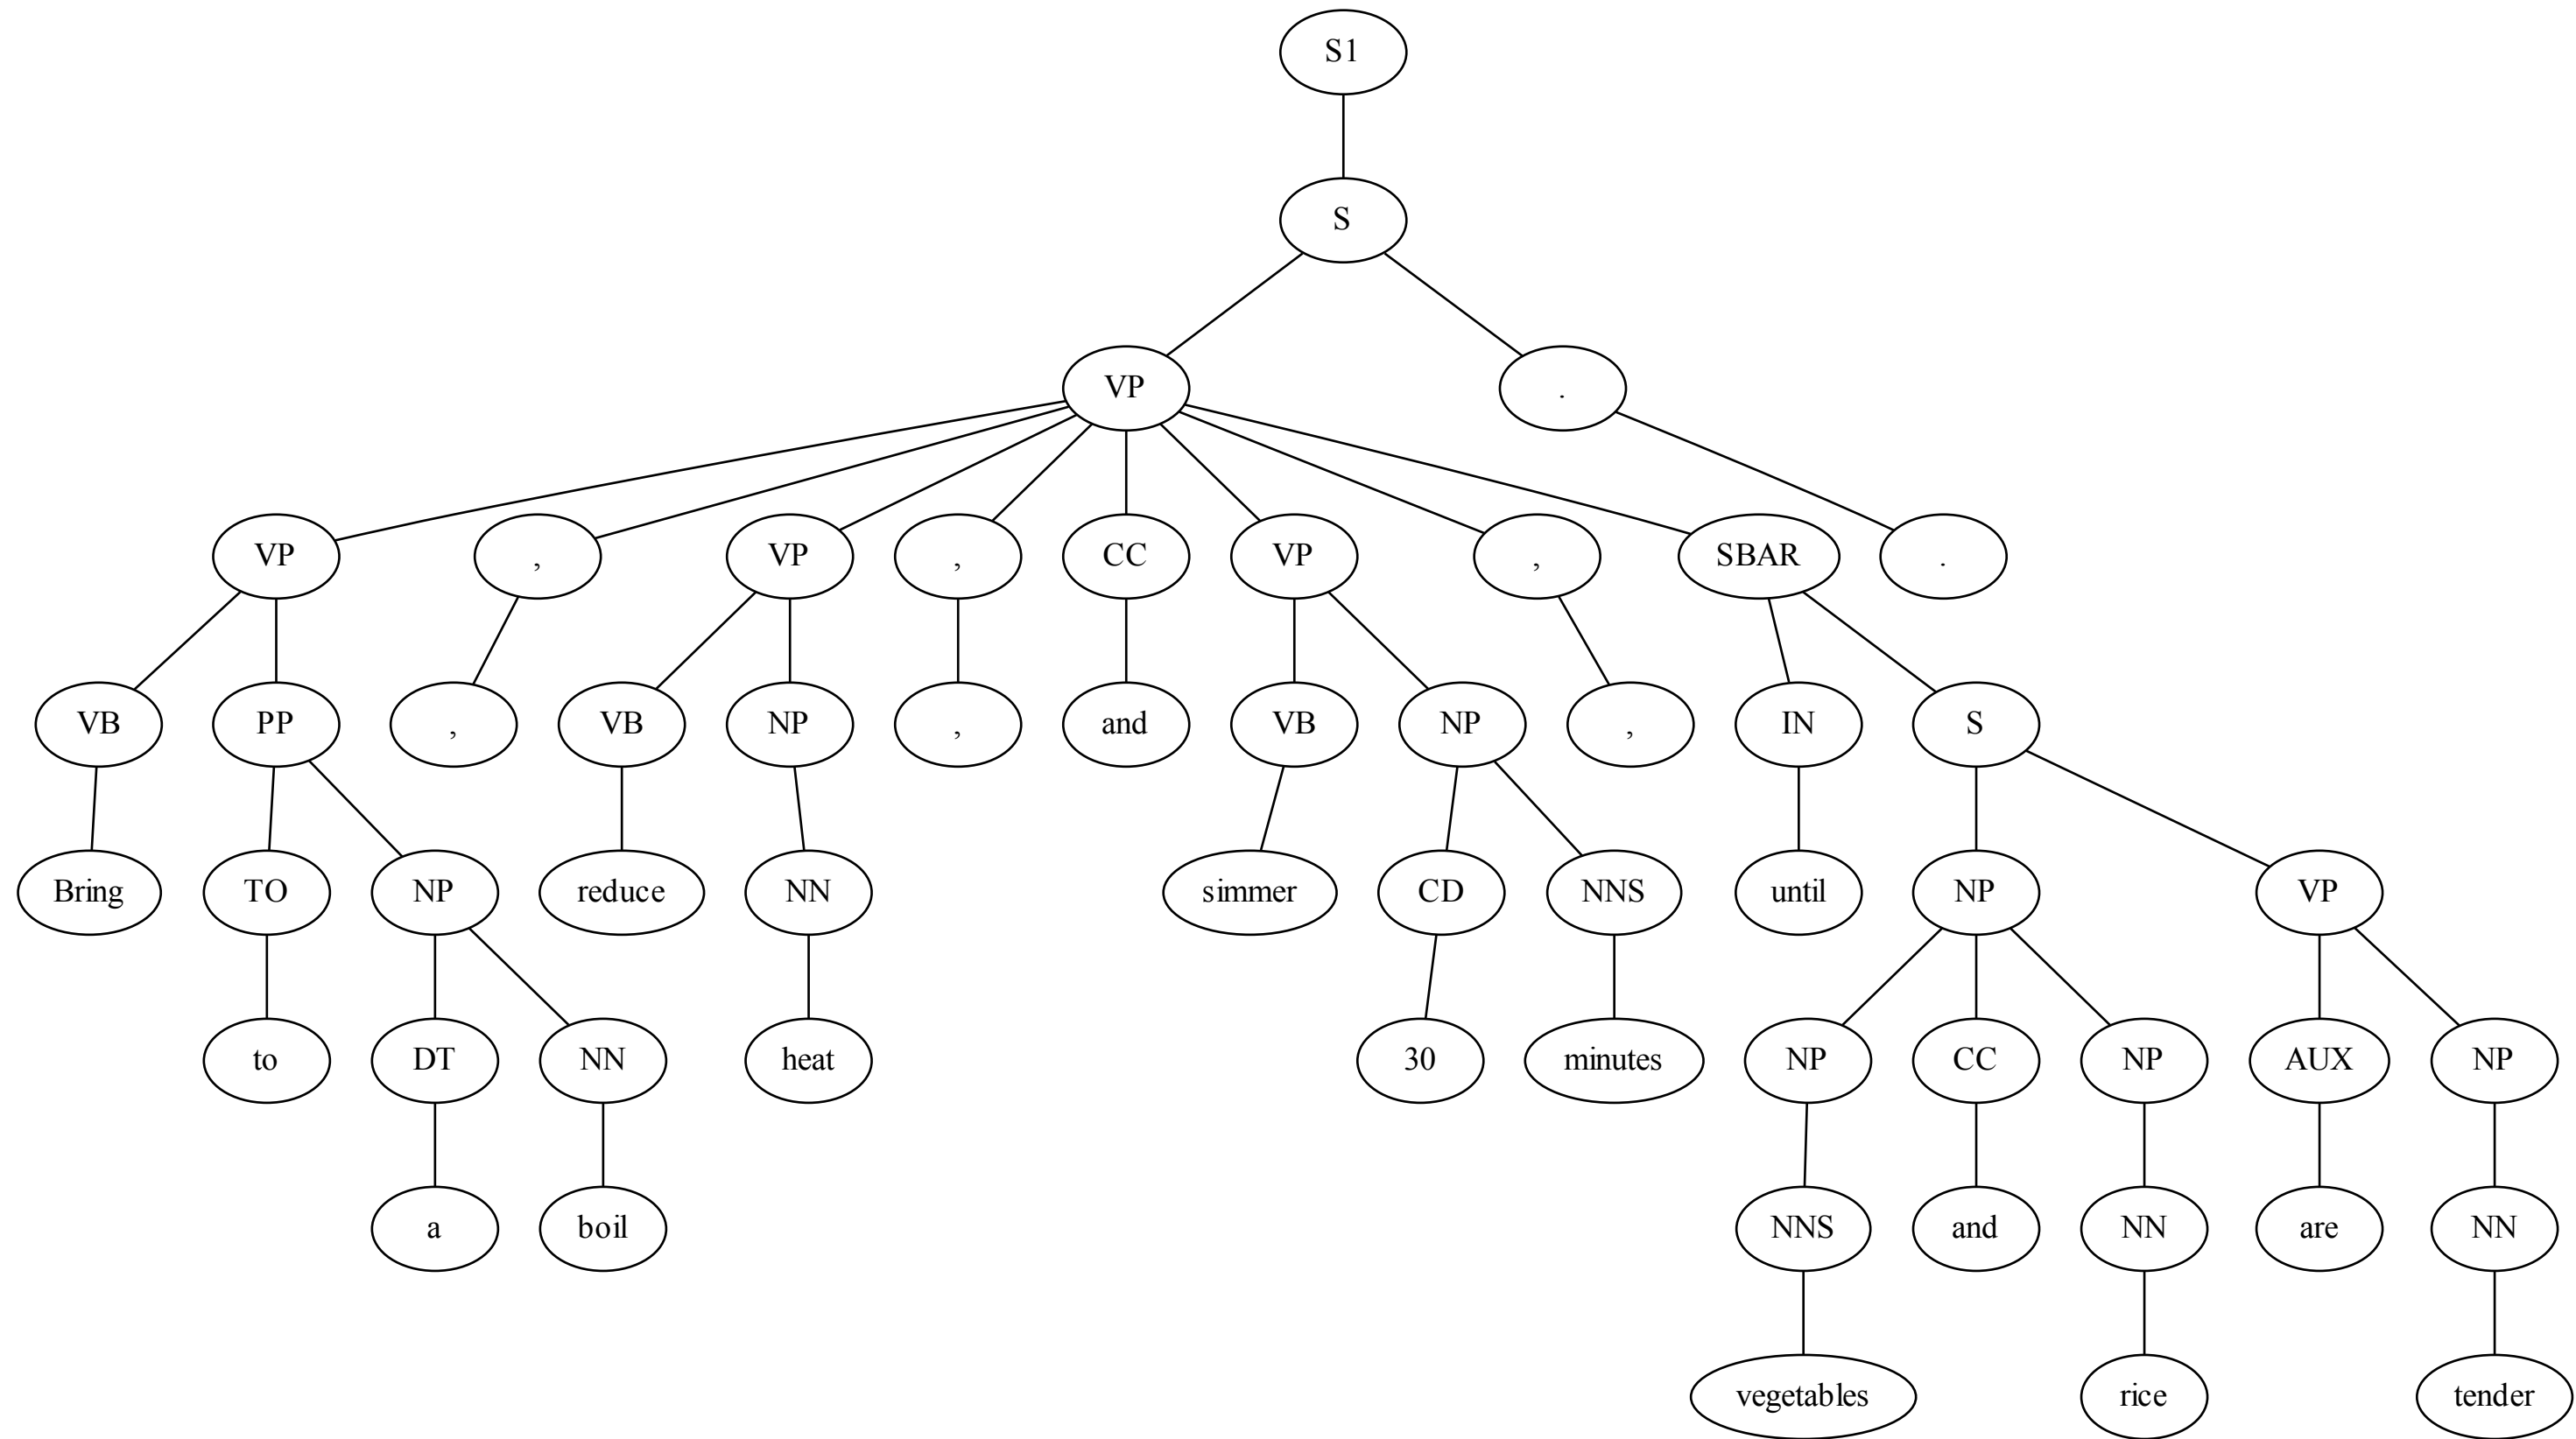 S1
S
VP .
VP , VP , CC VP , SBAR .
VB PP , VB NP , and VB NP , IN S
Bring TO NP reduce NN simmer CD NNS until NP VP
to DT NN heat 30 minutes NP CC NP AUX NP
a boil NNS and NN are NN
vegetables rice tender